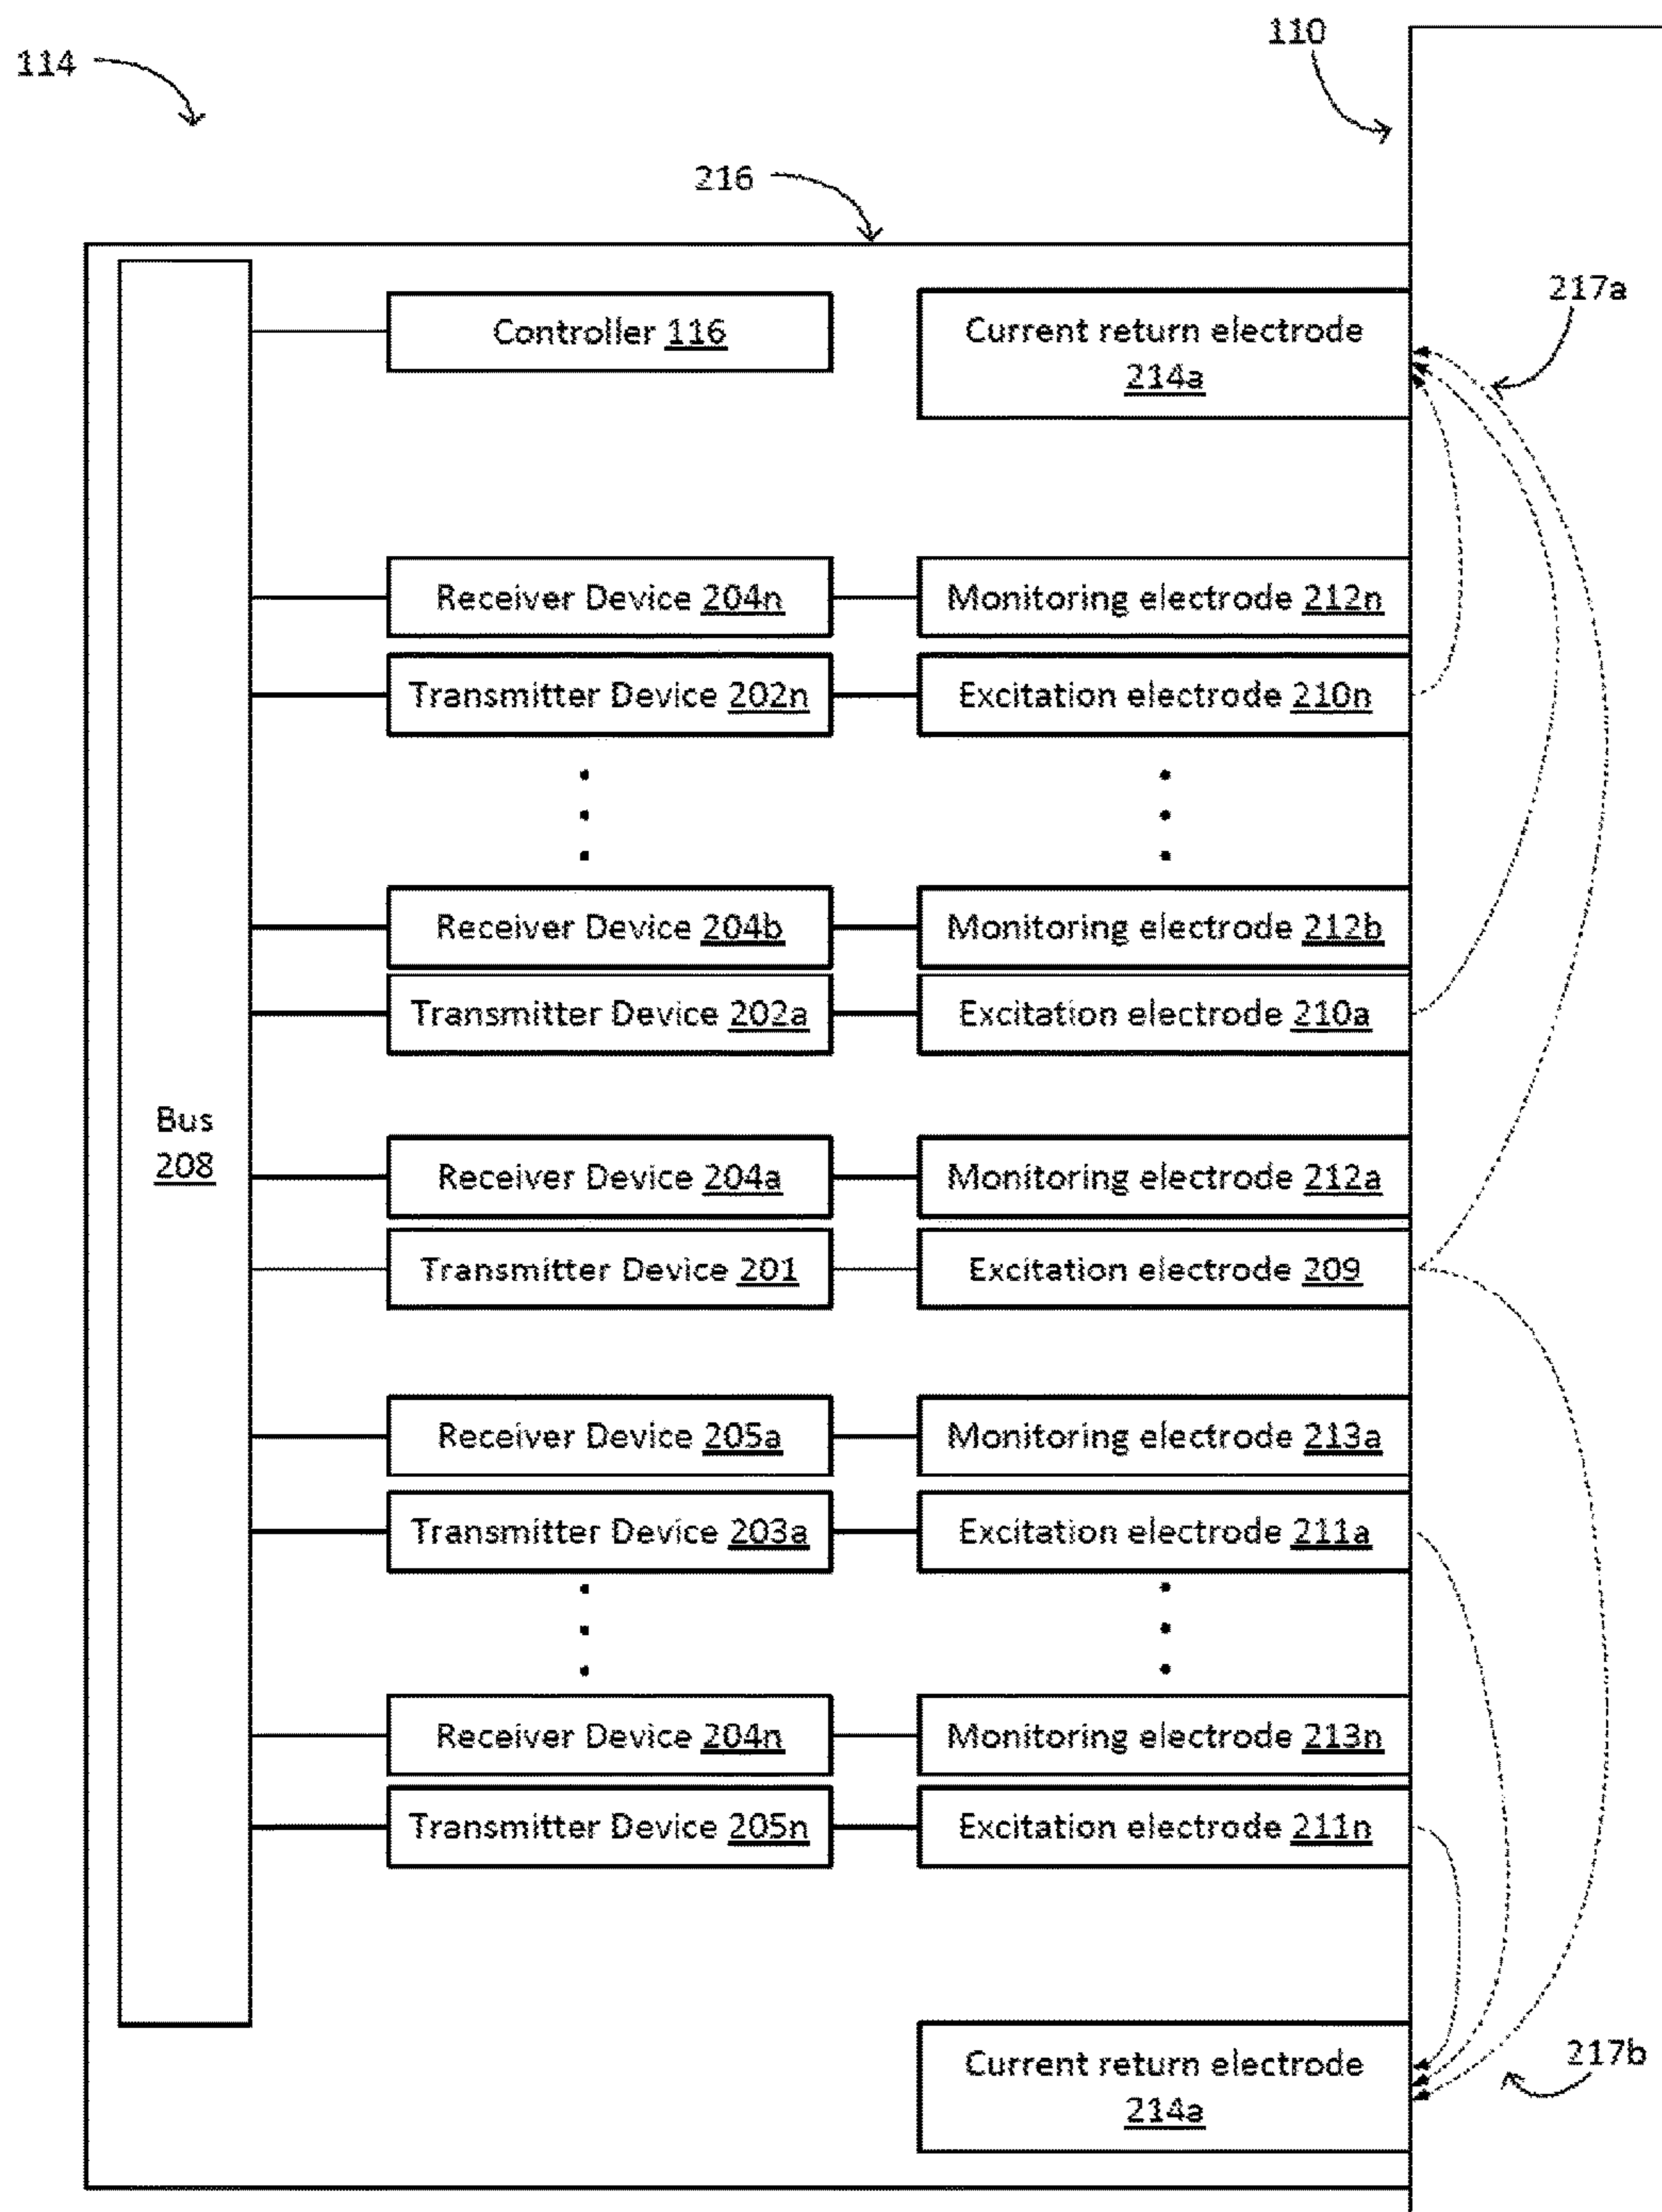 110
114
216
217a
Controller 116
Current return electrode
214a
Receiver Device 204n
Monitoring electrode 212n
Transmitter Device 202n
Excitation electrode 210n
Receiver Device 204b
Monitoring electrode 212b
Transmitter Device 202a
Excitation electrode 210a
Bus
208
Receiver Device 204a
Monitoring electrode 212a
Transmitter Device 201
Excitation electrode 209
Receiver Device 205a
Monitoring electrode 213a
Transmitter Device 203a
Excitation electrode 211a
Receiver Device 204n
Monitoring electrode 213n
Transmitter Device 205n
Excitation electrode 211n
Current return electrode
214a
217b